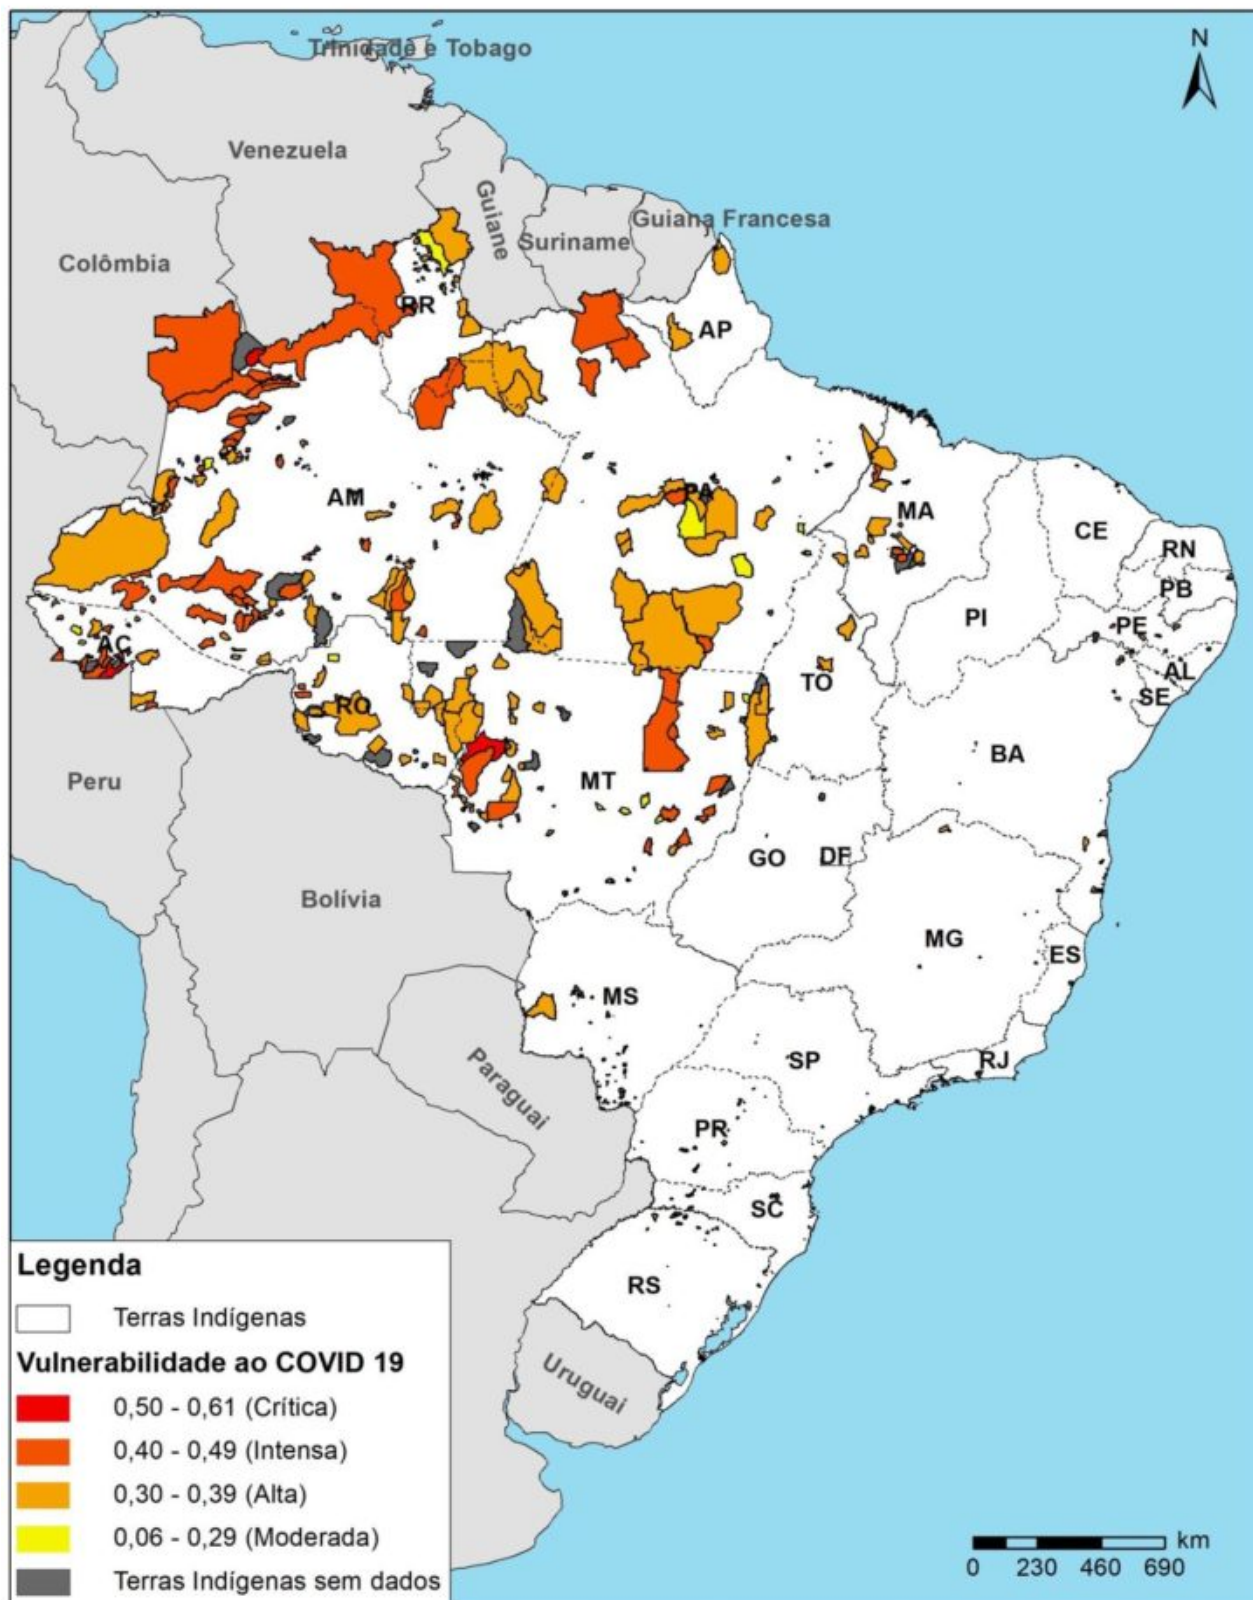 N
Trinidade e Tobago
Venezuela
Guiane
Suriname
Guiana Francesa
Colômbia
RR
AP
AM
PA
MA
CE
RN
PB
PE
AL
SE
PI
AC
RO
TO
BA
MT
Peru
GO
DF
Bolívia
MG
ES
MS
SP
RJ
Paraguai
PR
SC
RS
Uruguai
Legenda
Terras Indígenas
Vulnerabilidade ao COVID 19
0,50 - 0,61 (Crítica)
0,40 - 0,49 (Intensa)
0,30 - 0,39 (Alta)
0,06 - 0,29 (Moderada)
Terras Indígenas sem dados
km
0 230 460 690